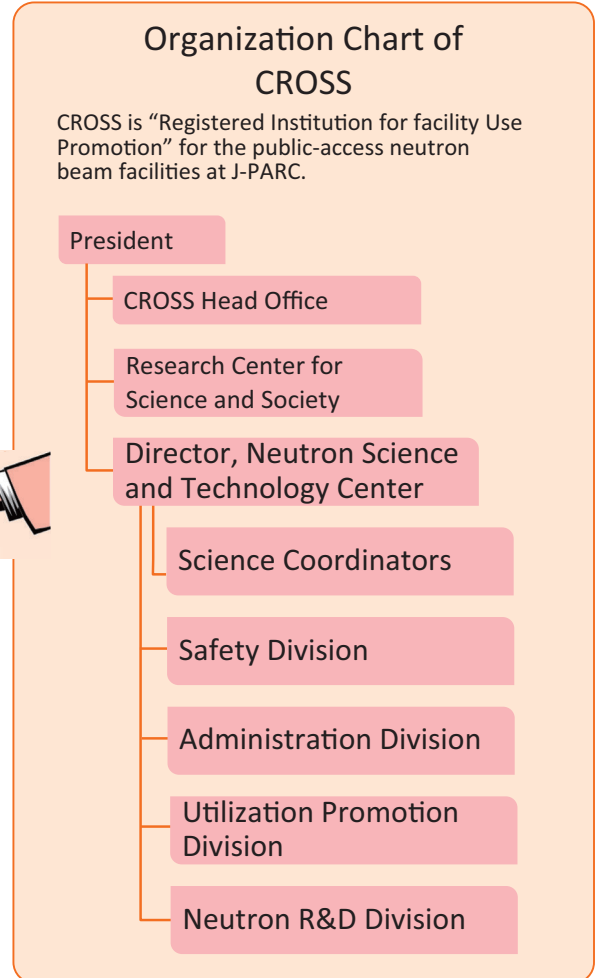 Organization Chart of
CROSS
CROSS is “Registered Institution for facility Use
Promotion” for the public-access neutron
beam facilities at J-PARC.
President
CROSS Head Office
Research Center for
Science and Society
Director, Neutron Science
and Technology Center
Science Coordinators
Safety Division
Administration Division
Utilization Promotion
Division
Neutron R&D Division